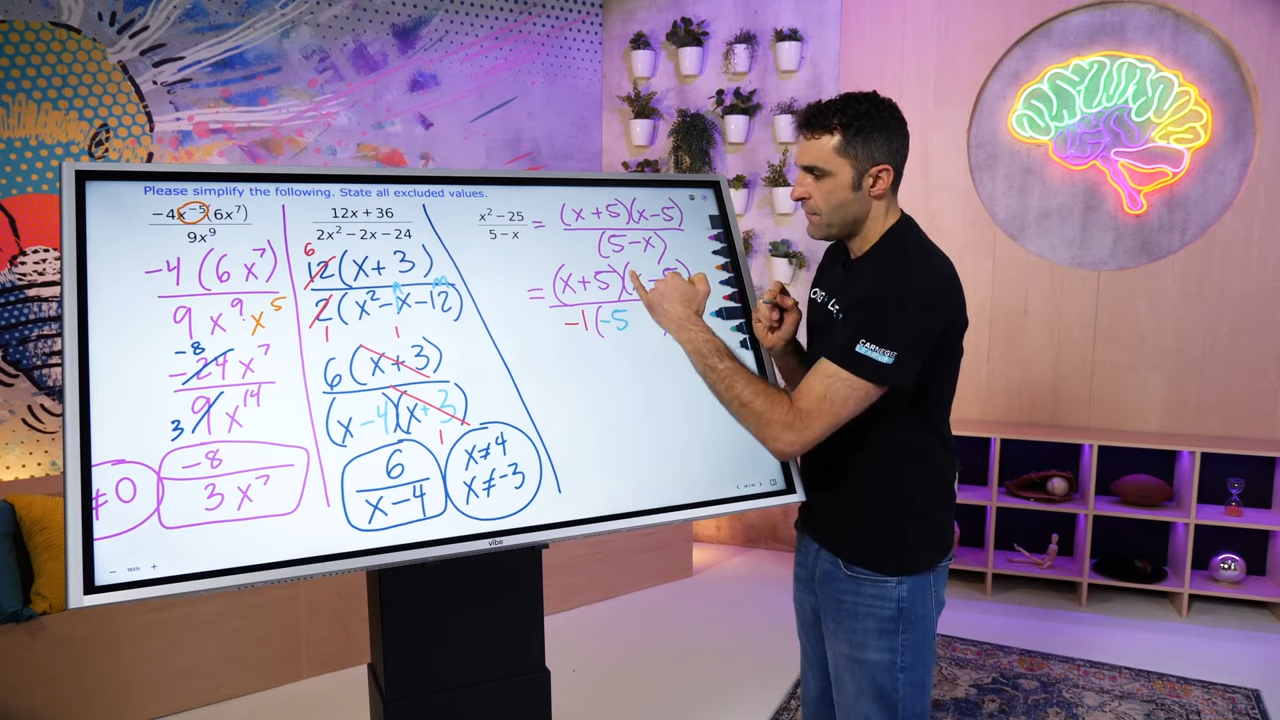 Please simplify the following. State all excluded values.
−4x⁻⁵(6x⁷)
9x⁹
-4 (6x⁷)
9x⁹·x⁵
-8
-24x⁷
3 9x¹⁴
≠0
-8
3x⁷
12x + 36
2x² − 2x − 24
6
12(x+3)
2(x²-x-12)
1 1
6(x+3)
(x-4)(x+3)
1
6
x-4
x≠4
x≠-3
x² − 25
5 − x
= (x+5)(x-5)
(5-x)
= (x+5)(
-1(-5
165%
vibe
CARNEGIE